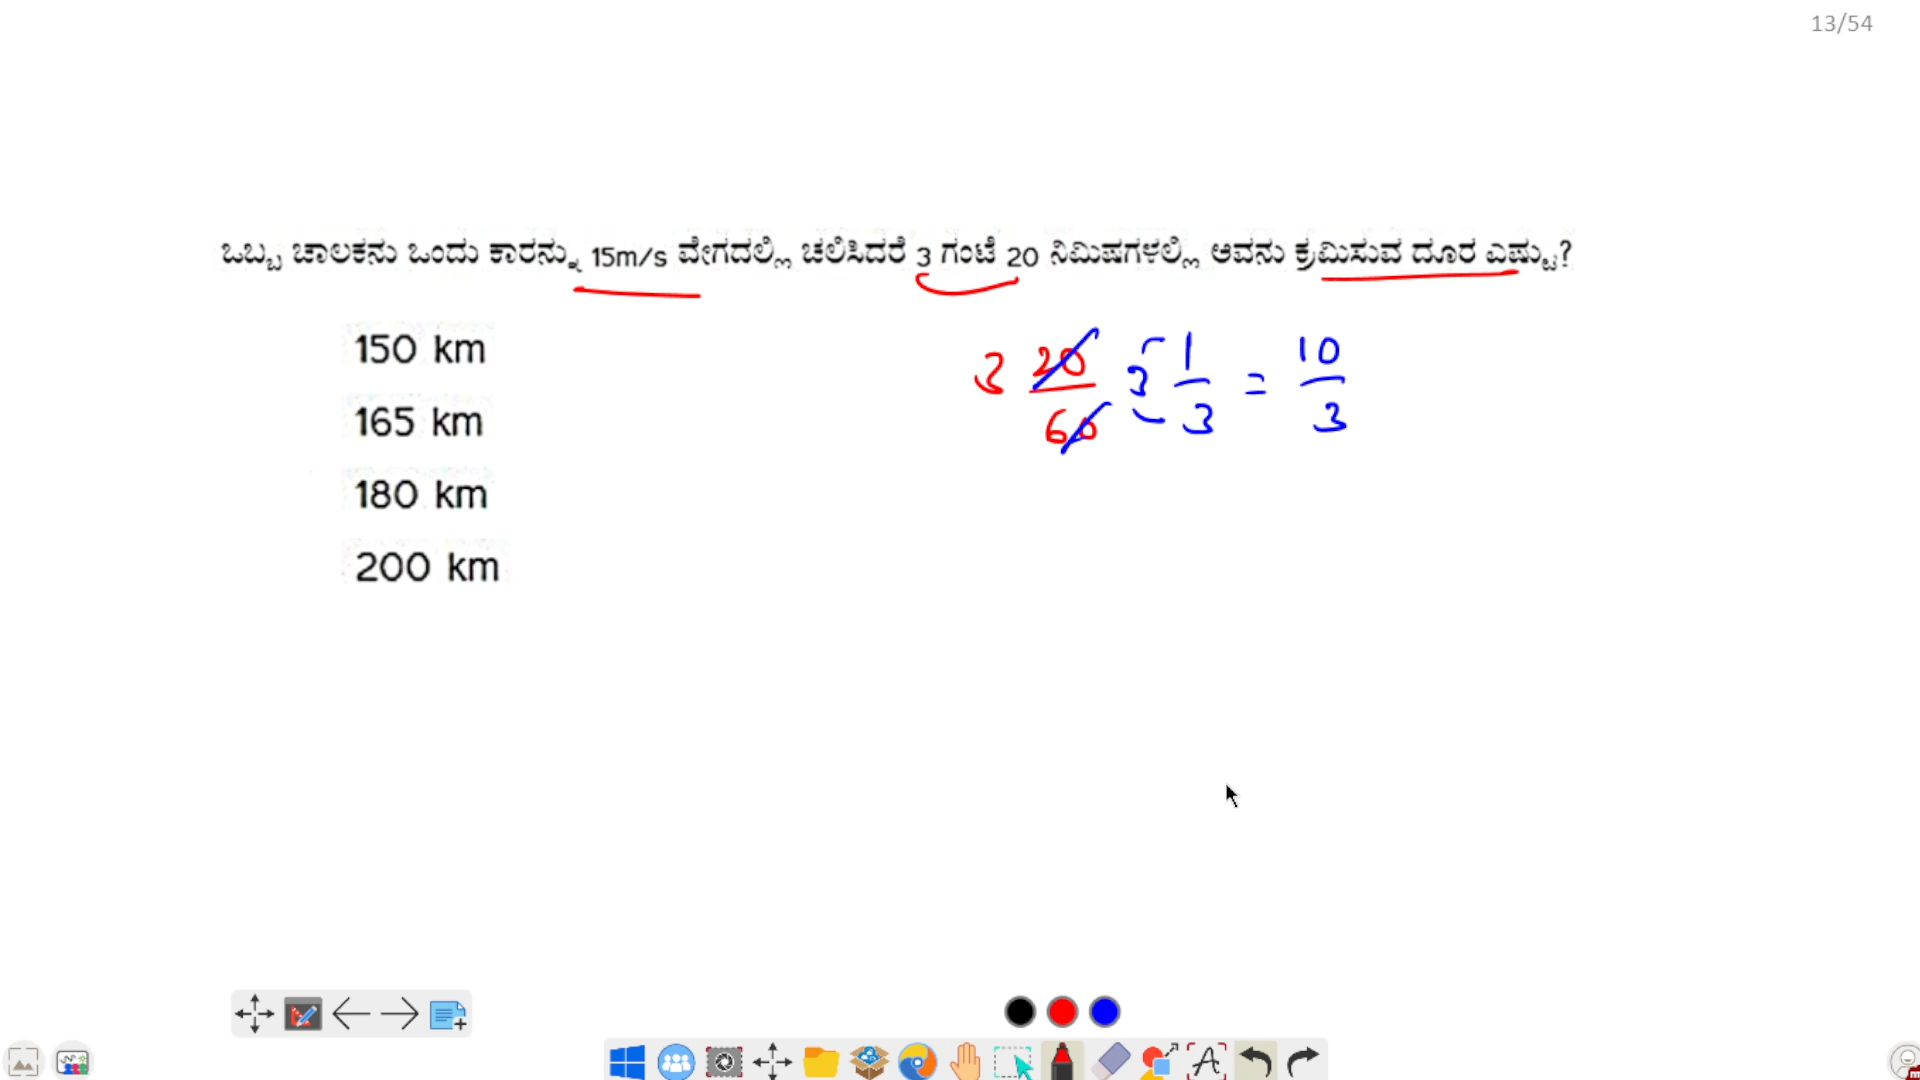 13/54
ಒಬ್ಬ ಚಾಲಕನು ಒಂದು ಕಾರನ್ನು 15m/s ವೇಗದಲ್ಲಿ ಚಲಿಸಿದರೆ 3 ಗಂಟೆ 20 ನಿಮಿಷಗಳಲ್ಲಿ ಅವನು ಕ್ರಮಿಸುವ ದೂರ ಎಷ್ಟು?
150 km
165 km
180 km
200 km
3 20/60 3 1/3 = 10/3